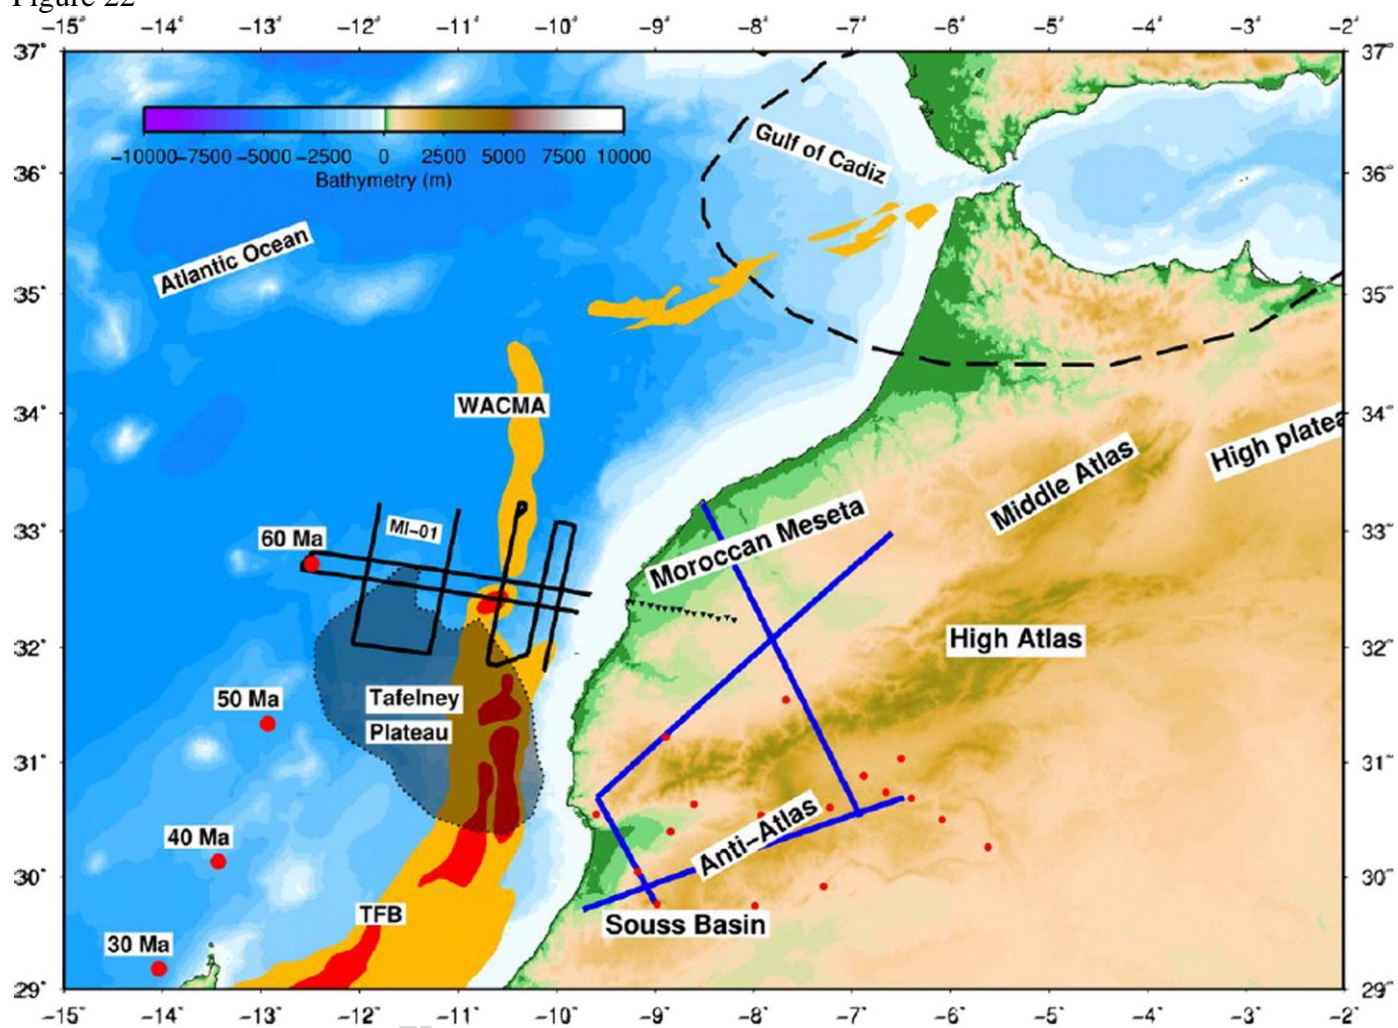 Figure 22
-15° -14° -13° -12° -11° -10° -9° -8° -7° -6° -5° -4° -3° -2°
37° 37°
Gulf of Cadiz
-10000 -7500 -5000 -2500 0 2500 5000 7500 10000
Bathymetry (m)
36° 36°
Atlantic Ocean
35° 35°
WACMA
34° 34°
High platea
Middle Atlas
33° 33°
MI-01
60 Ma
Moroccan Meseta
32° 32°
High Atlas
50 Ma
Tafelney
Plateau
31° 31°
40 Ma
Anti-Atlas
30° 30°
TFB
Souss Basin
30 Ma
29° 29°
-15° -14° -13° -12° -11° -10° -9° -8° -7° -6° -5° -4° -3° -2°